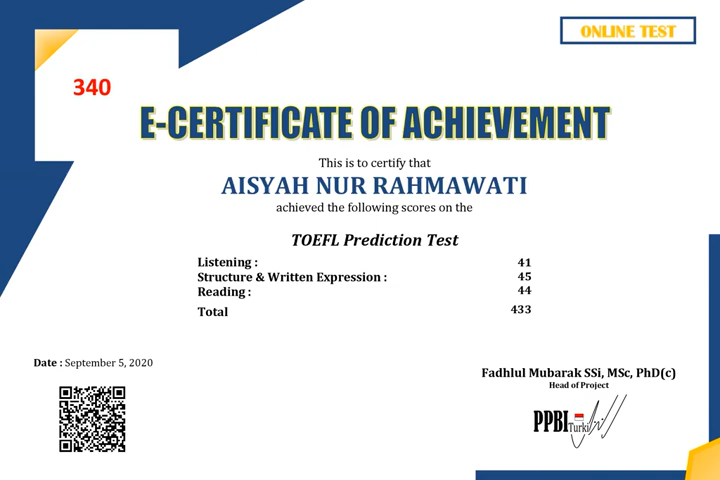 ONLINE TEST
340
E-CERTIFICATE OF ACHIEVEMENT
This is to certify that
AISYAH NUR RAHMAWATI
achieved the following scores on the
TOEFL Prediction Test
Listening : 41
Structure & Written Expression : 45
Reading : 44
Total 433
Date : September 5, 2020
Fadhlul Mubarak SSi, MSc, PhD(c)
Head of Project
PPBI Turki